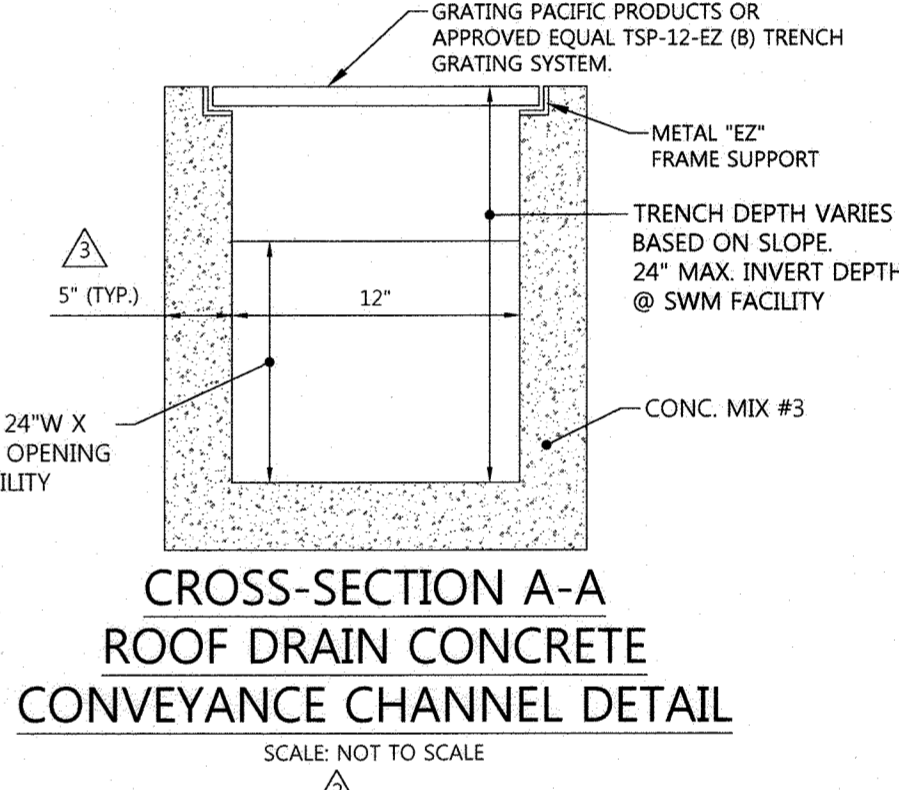 GRATING PACIFIC PRODUCTS OR
APPROVED EQUAL TSP-12-EZ (B) TRENCH
GRATING SYSTEM.
METAL "EZ"
FRAME SUPPORT
TRENCH DEPTH VARIES
BASED ON SLOPE.
24" MAX. INVERT DEPTH
@ SWM FACILITY
3
5" (TYP.)
12"
24"W X
OPENING
ILITY
CONC. MIX #3
CROSS-SECTION A-A
ROOF DRAIN CONCRETE
CONVEYANCE CHANNEL DETAIL
SCALE: NOT TO SCALE